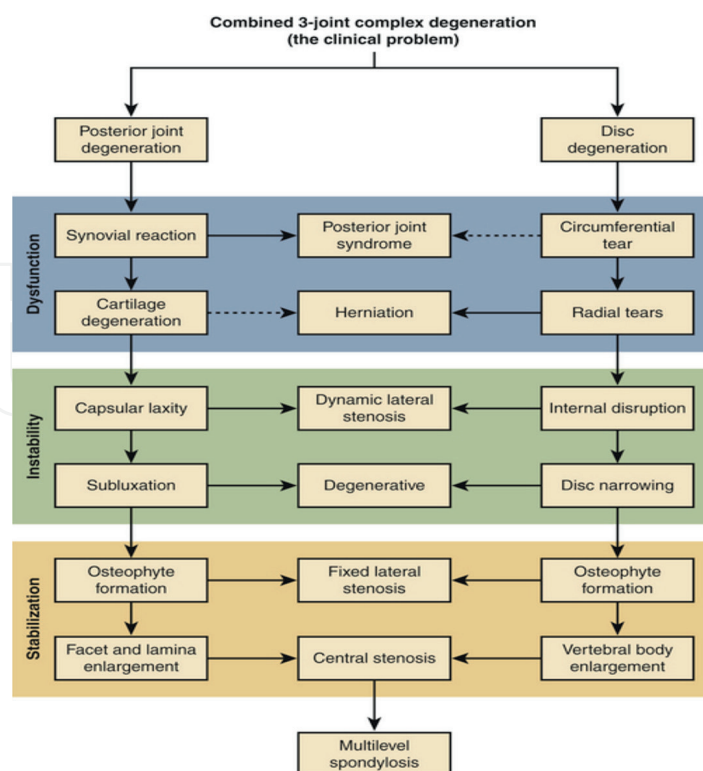 Combined 3-joint complex degeneration
(the clinical problem)
Posterior joint
degeneration
Disc
degeneration
Dysfunction
Synovial reaction
Posterior joint
syndrome
Circumferential
tear
Cartilage
degeneration
Herniation
Radial tears
Instability
Capsular laxity
Dynamic lateral
stenosis
Internal disruption
Subluxation
Degenerative
Disc narrowing
Stabilization
Osteophyte
formation
Fixed lateral
stenosis
Osteophyte
formation
Facet and lamina
enlargement
Central stenosis
Vertebral body
enlargement
Multilevel
spondylosis